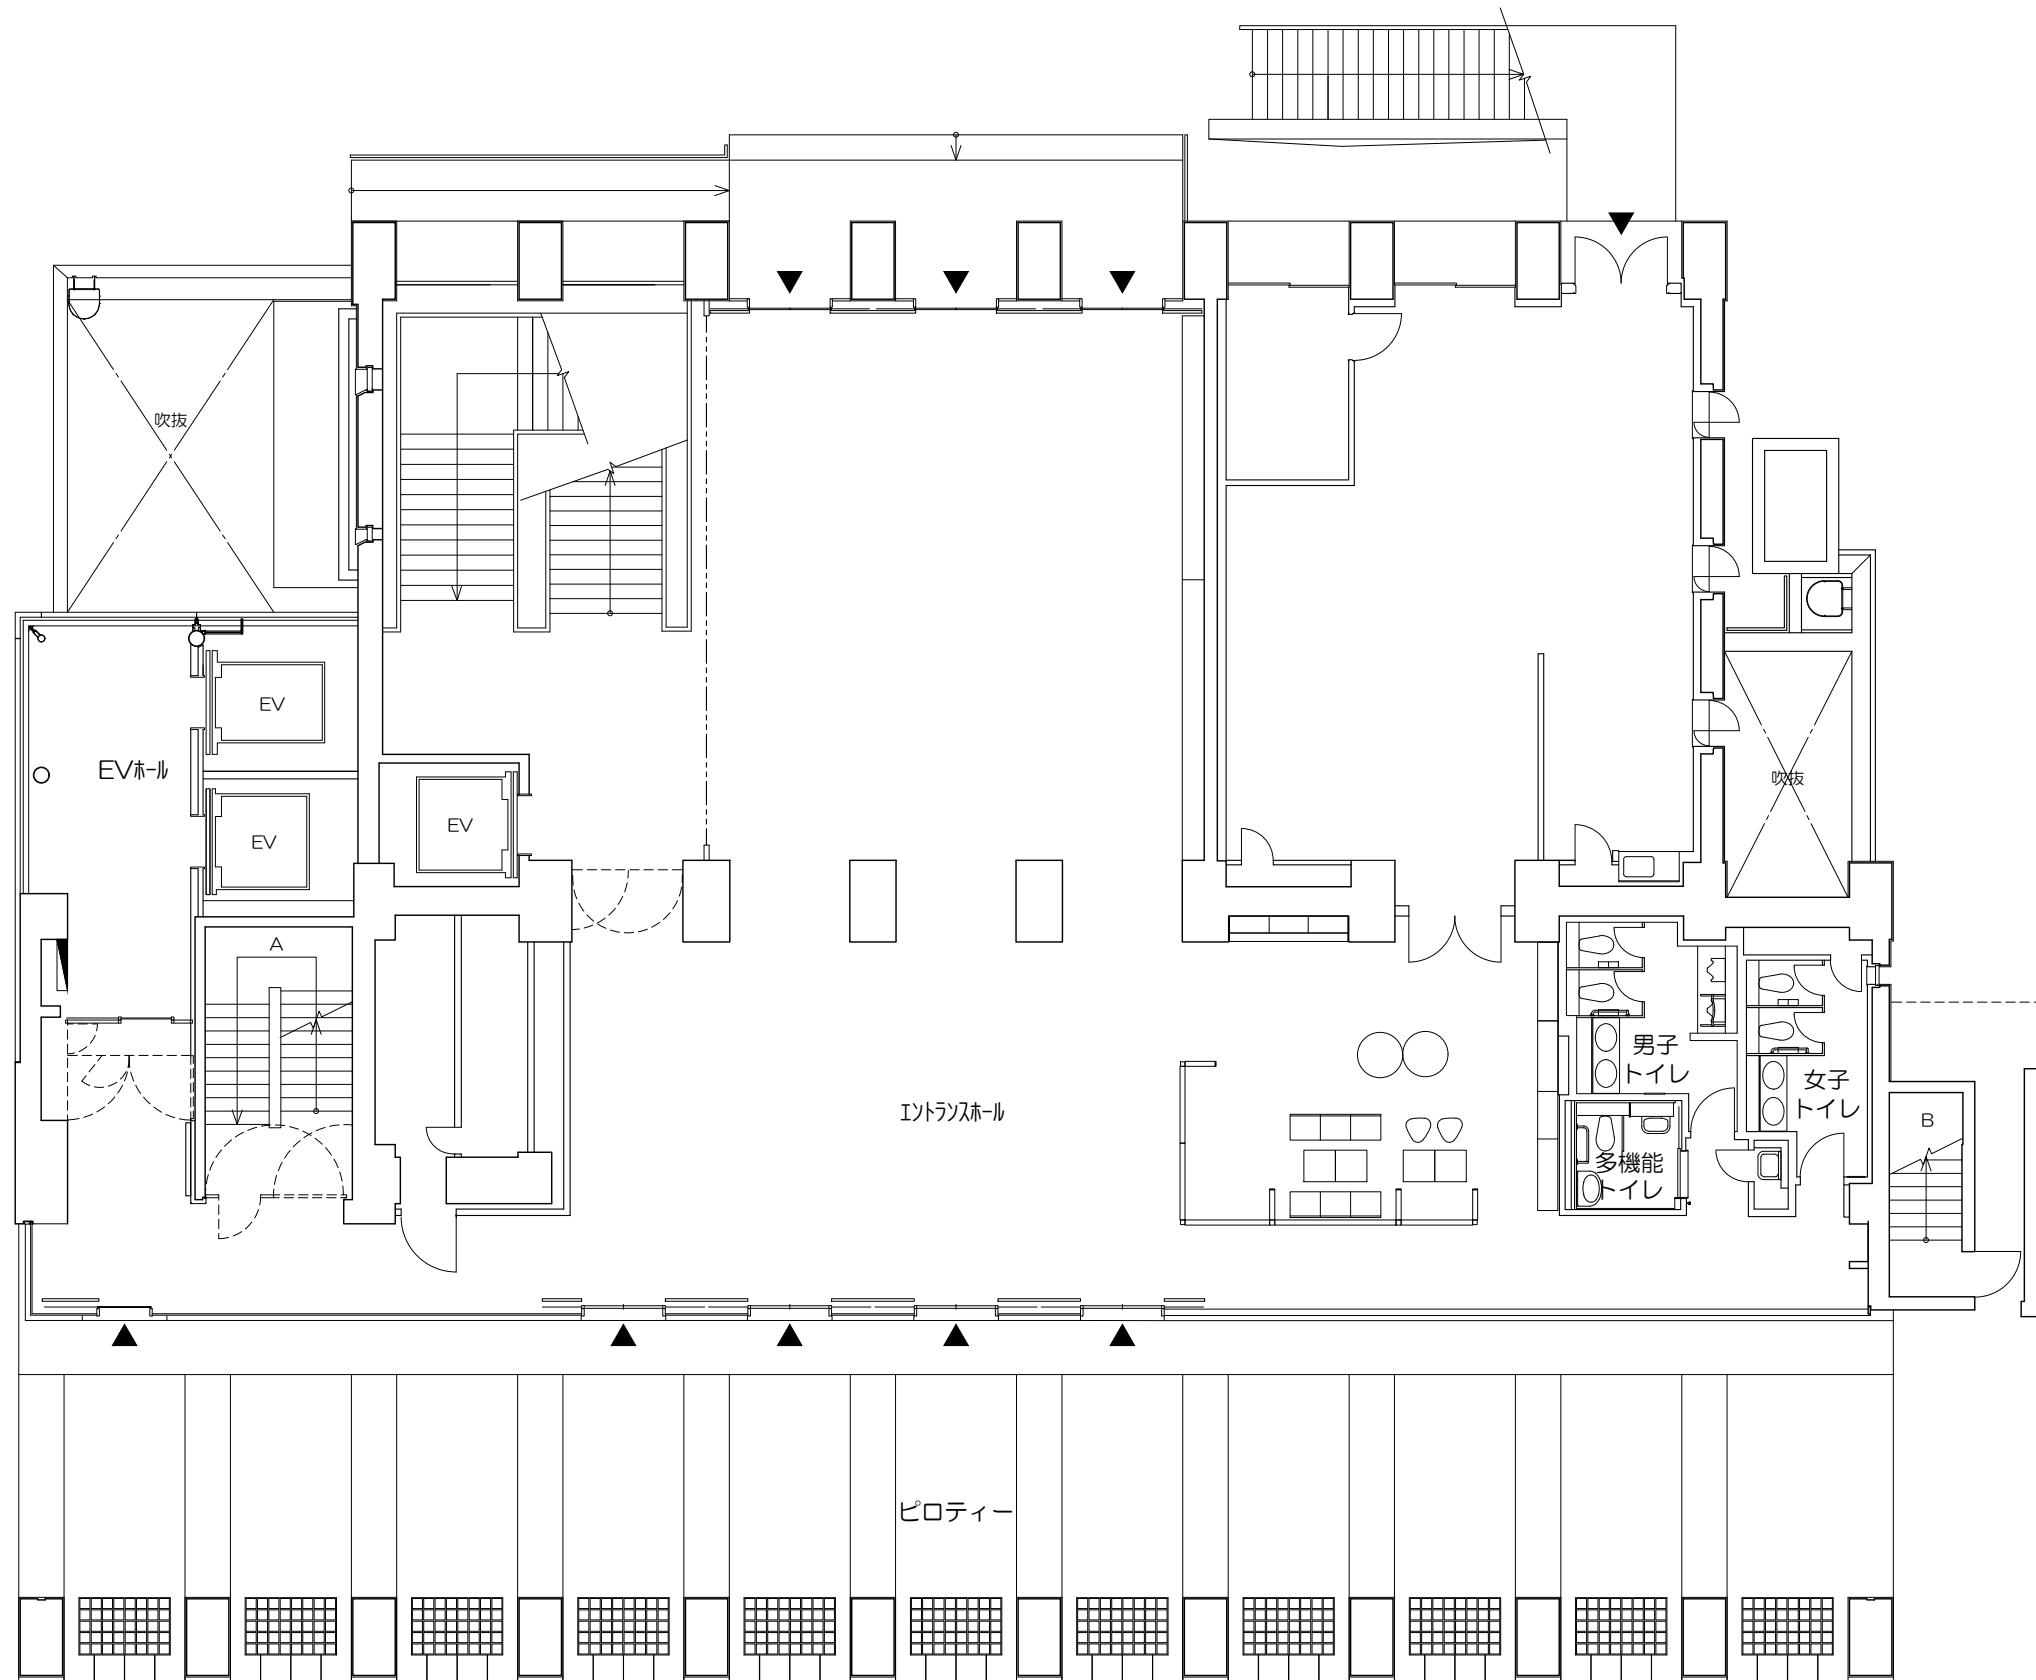 吹抜
EV
EVホール
吹抜
EV
EV
A
男子
トイレ
女子
トイレ
エントランスホール
B
多機能
トイレ
ピロティー